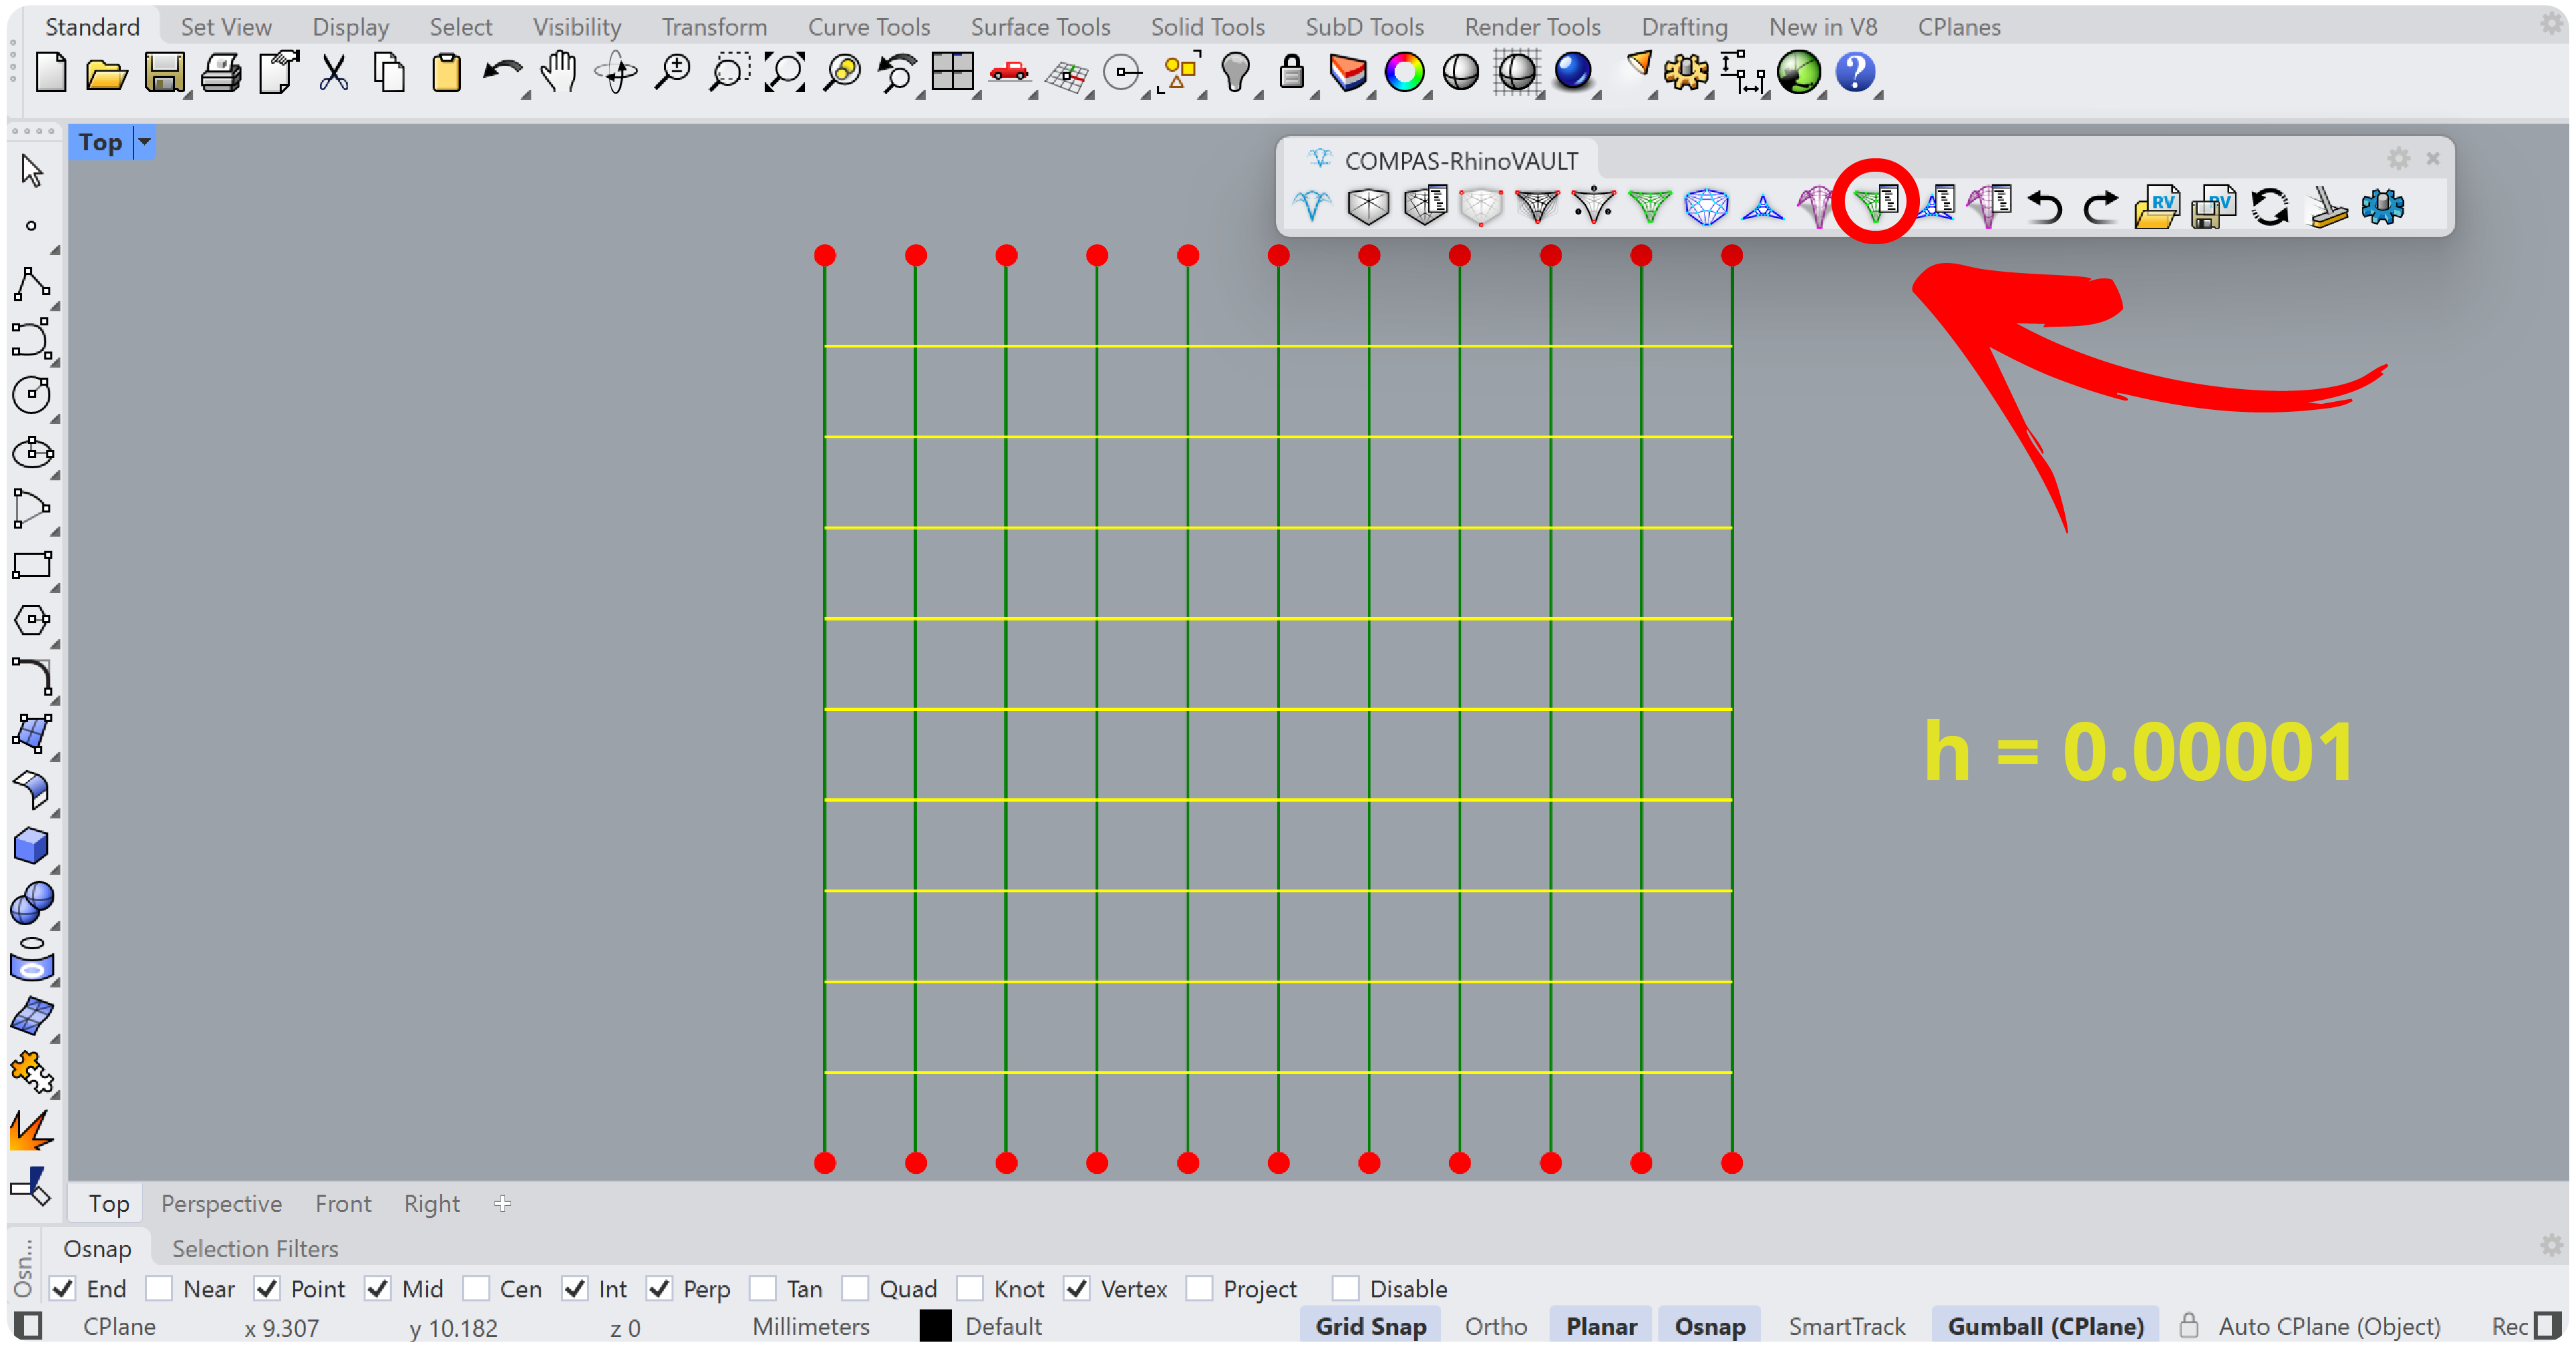 Standard Set View Display Select Visibility Transform Curve Tools Surface Tools Solid Tools SubD Tools Render Tools Drafting New in V8 CPlanes
Top
COMPAS-RhinoVAULT
RV RV
h = 0.00001
Top Perspective Front Right
Osn...
Osnap Selection Filters
End Near Point Mid Cen Int Perp Tan Quad Knot Vertex Project Disable
CPlane x 9.307 y 10.182 z 0 Millimeters Default Grid Snap Ortho Planar Osnap SmartTrack Gumball (CPlane) Auto CPlane (Object) Rec